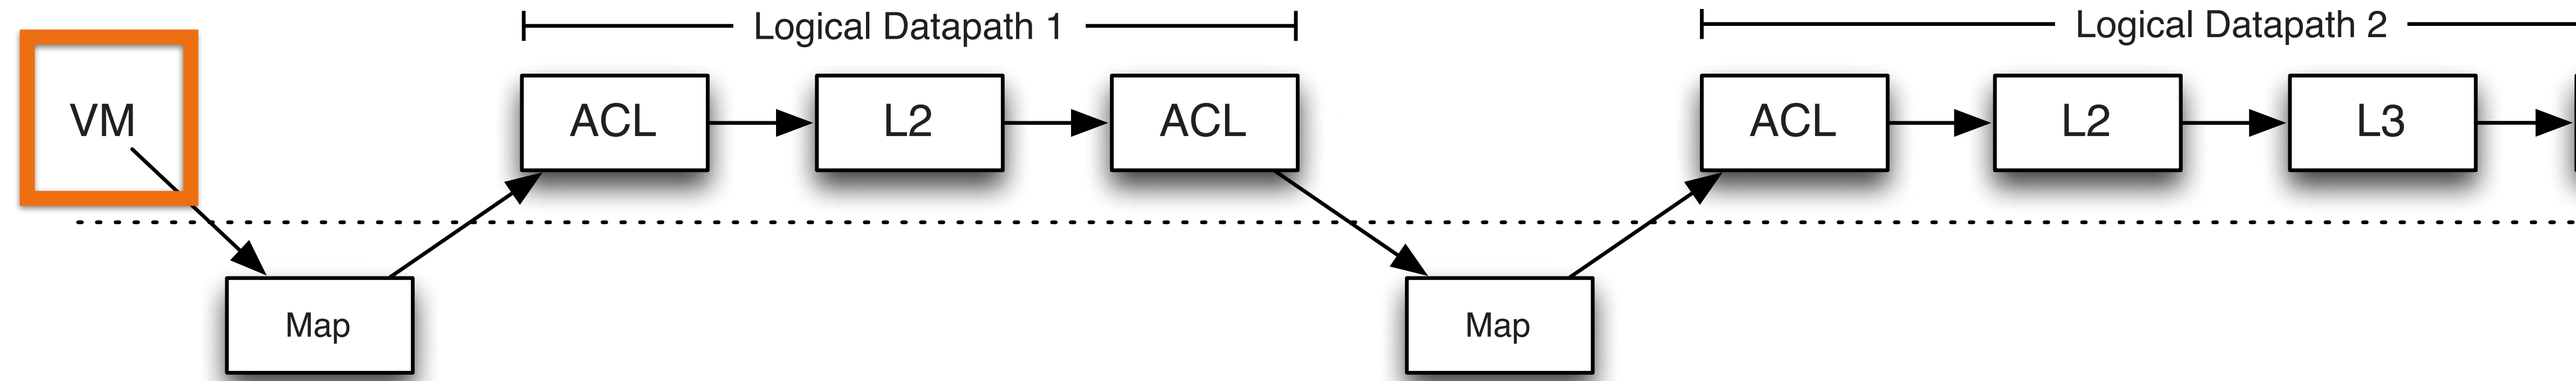 Logical Datapath 1
Logical Datapath 2
VM
ACL
L2
ACL
ACL
L2
L3
Map
Map